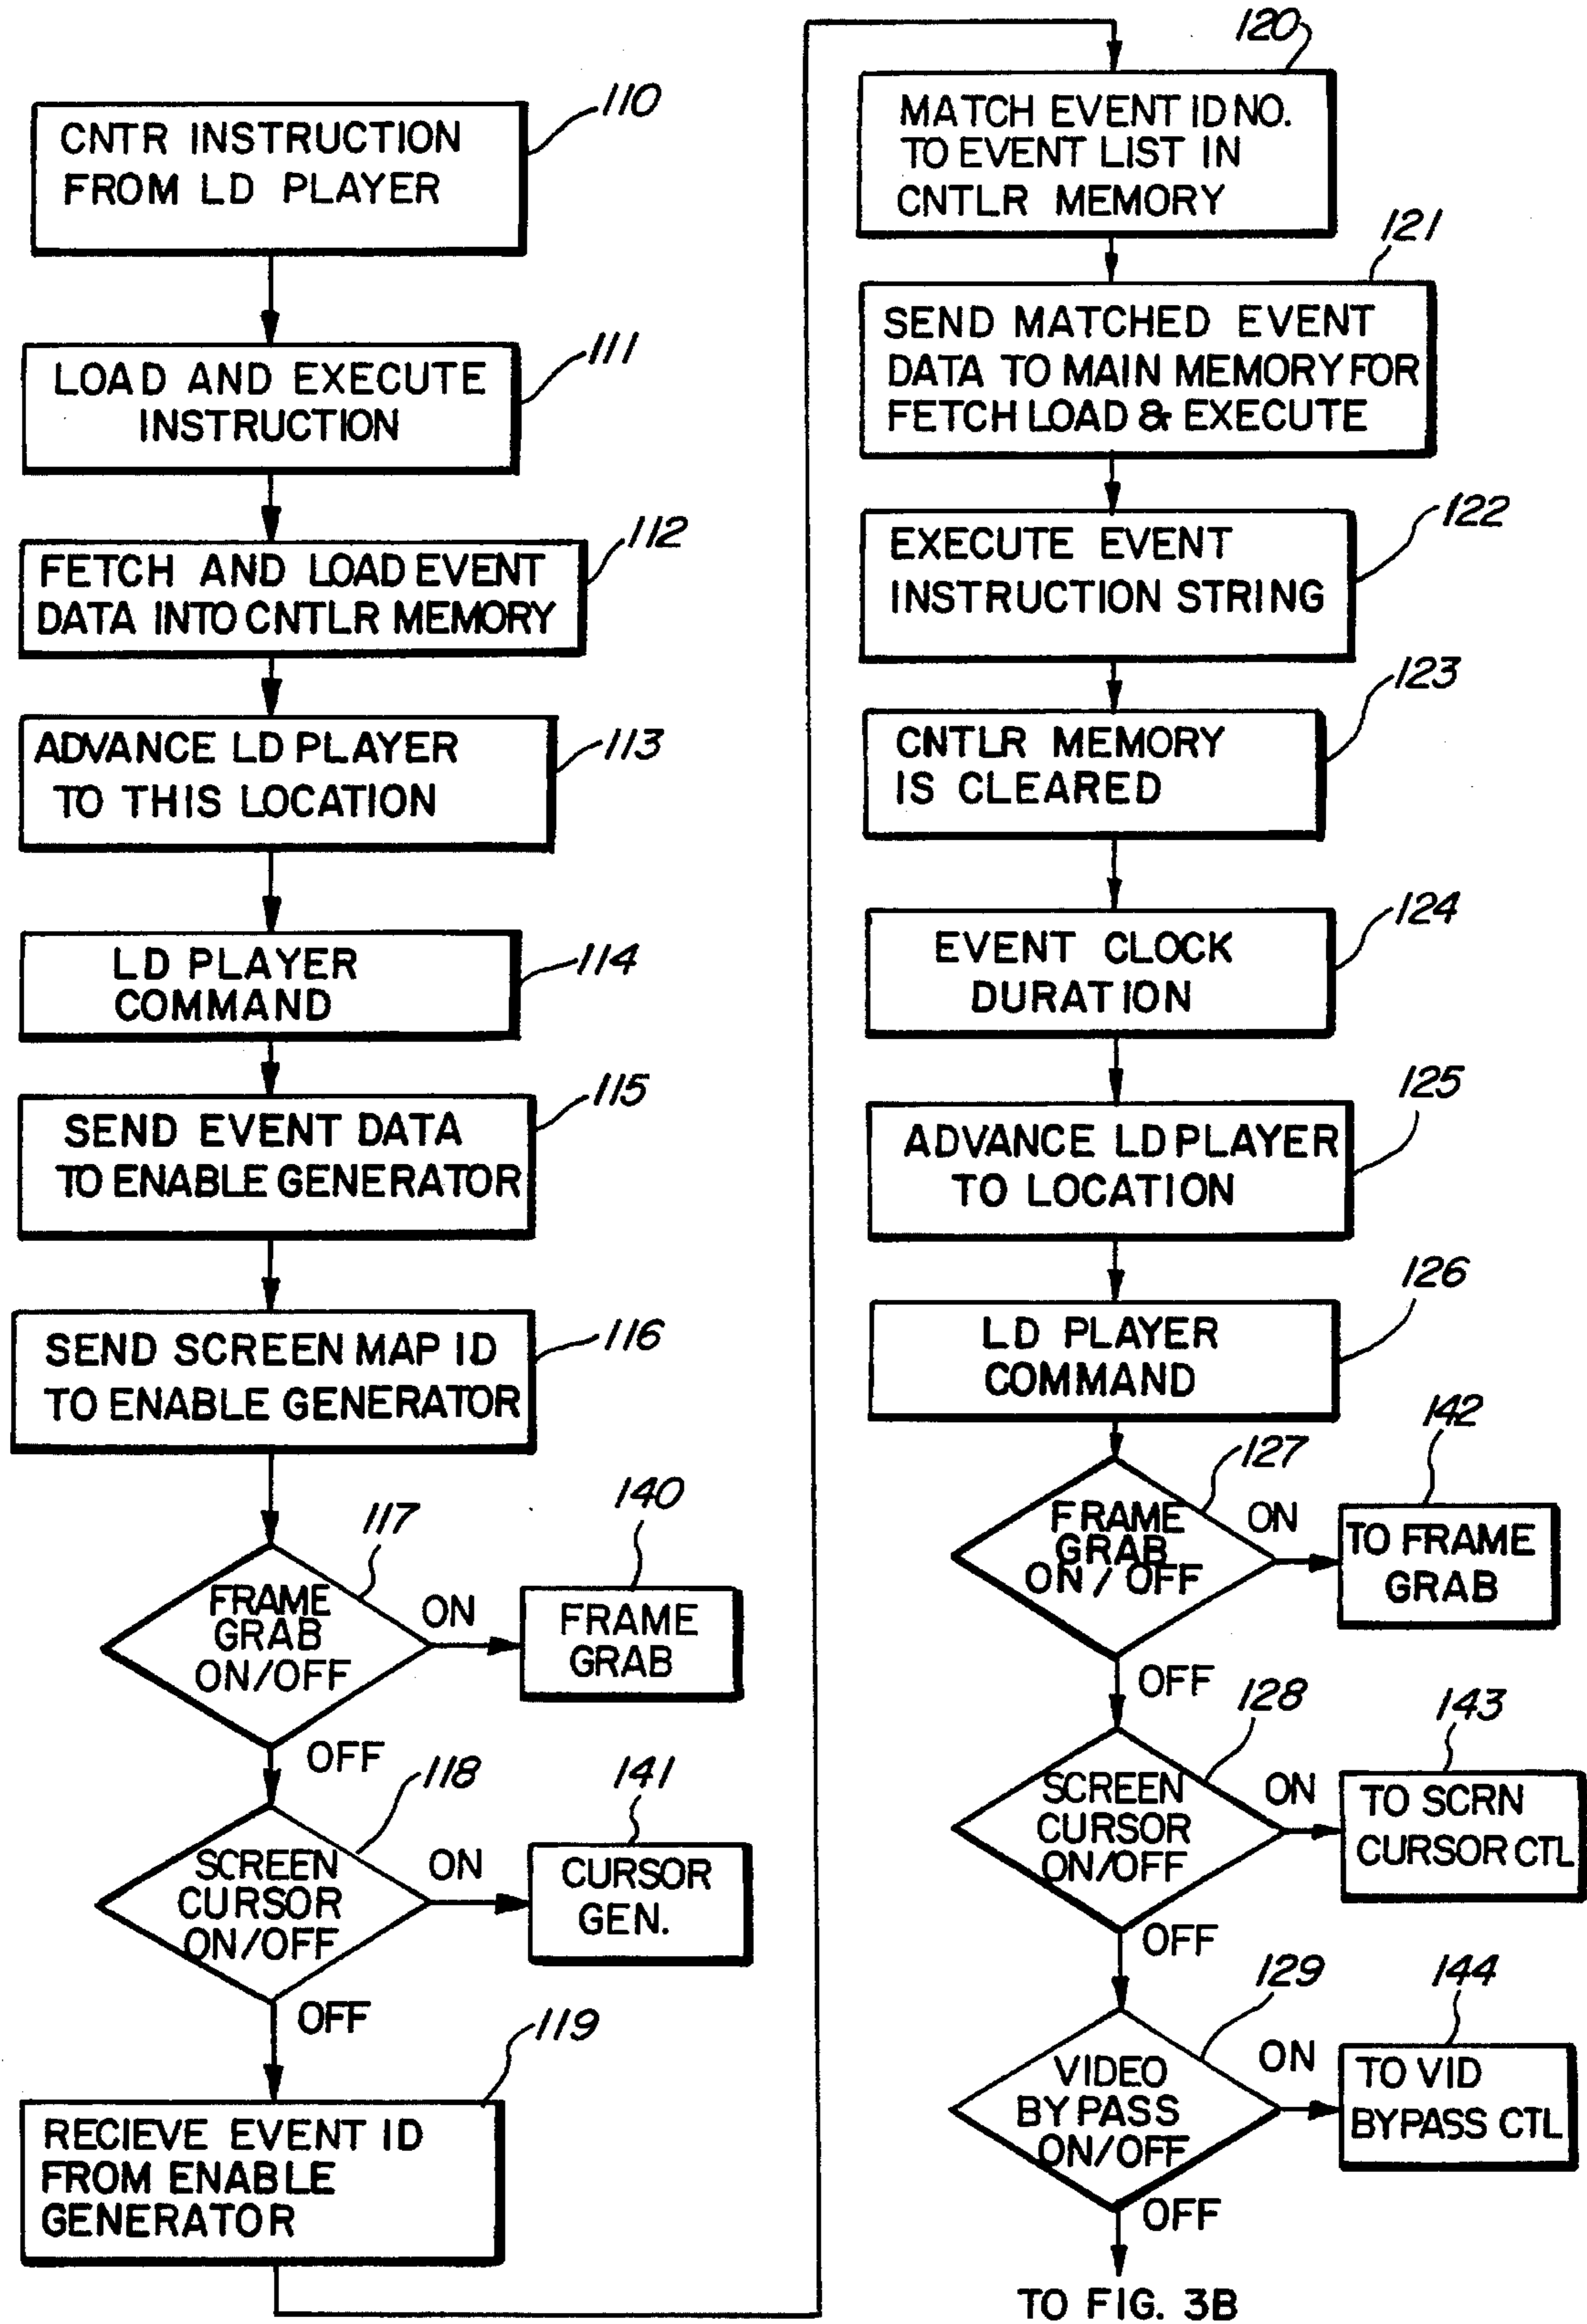 110
CNTR INSTRUCTION
FROM LD PLAYER
111
LOAD AND EXECUTE
INSTRUCTION
112
FETCH AND LOAD EVENT
DATA INTO CNTLR MEMORY
113
ADVANCE LD PLAYER
TO THIS LOCATION
114
LD PLAYER
COMMAND
115
SEND EVENT DATA
TO ENABLE GENERATOR
116
SEND SCREEN MAP ID
TO ENABLE GENERATOR
117
FRAME
GRAB
ON/OFF
ON
140
FRAME
GRAB
OFF
118
SCREEN
CURSOR
ON/OFF
ON
141
CURSOR
GEN.
OFF
119
RECIEVE EVENT ID
FROM ENABLE
GENERATOR
120
MATCH EVENT ID NO.
TO EVENT LIST IN
CNTLR MEMORY
121
SEND MATCHED EVENT
DATA TO MAIN MEMORY FOR
FETCH LOAD & EXECUTE
122
EXECUTE EVENT
INSTRUCTION STRING
123
CNTLR MEMORY
IS CLEARED
124
EVENT CLOCK
DURATION
125
ADVANCE LD PLAYER
TO LOCATION
126
LD PLAYER
COMMAND
127
FRAME
GRAB
ON/OFF
ON
142
TO FRAME
GRAB
OFF
128
SCREEN
CURSOR
ON/OFF
ON
143
TO SCRN
CURSOR CTL
OFF
129
VIDEO
BY PASS
ON/OFF
ON
144
TO VID
BYPASS CTL
OFF
TO FIG. 3B